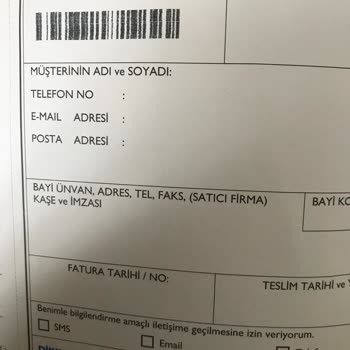 MÜŞTERİNİN ADI ve SOYADI:
TELEFON NO :
E-MAIL ADRESİ :
POSTA ADRESİ :
BAYİ ÜNVAN, ADRES, TEL, FAKS, (SATICI FİRMA)
KAŞE ve İMZASI
BAYİ
FATURA TARİHİ / NO:
TESLİM TARİHİ ve
Benimle bilgilendirme amaçlı iletişime geçilmesine izin veriyorum.
SMS
Email